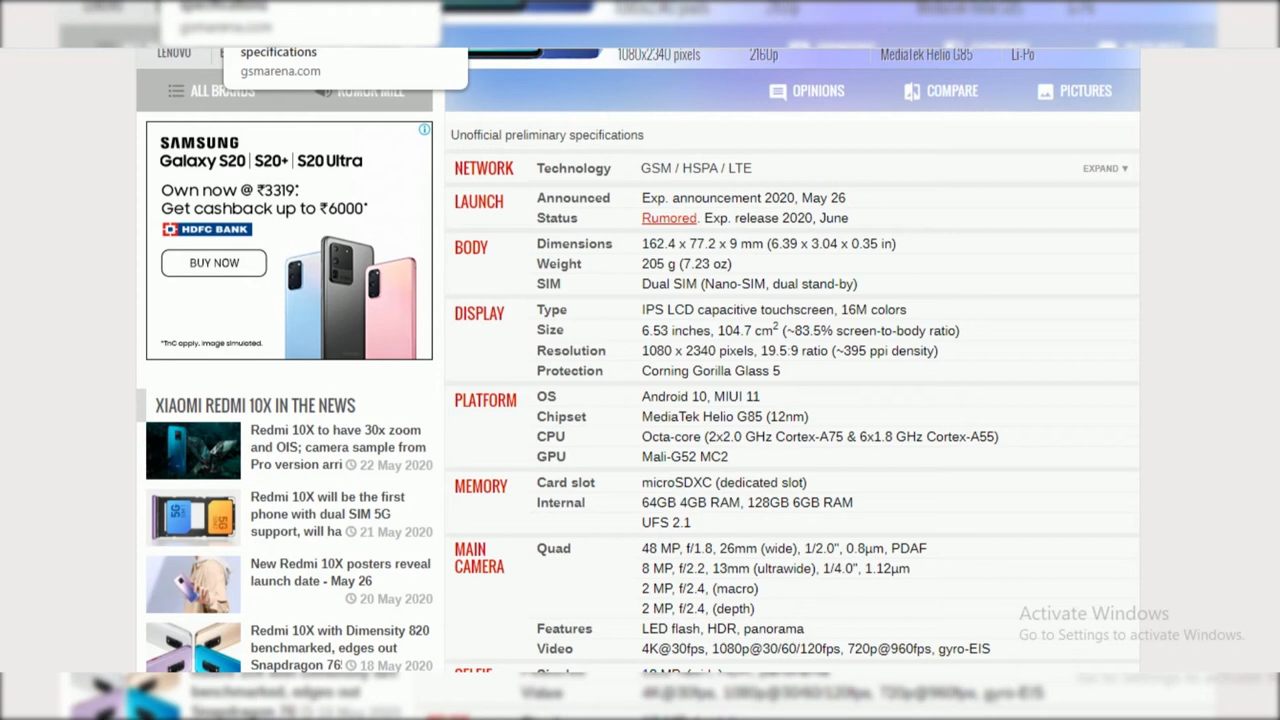 specifications
gsmarena.com
LENOVO
1080x2340 pixels
2160p
MediaTek Helio G85
Li-Po
ALL BRANDS
RUMOR MILL
OPINIONS
COMPARE
PICTURES
SAMSUNG
Galaxy S20 | S20+ | S20 Ultra
Own now @ ₹3319*.
Get cashback up to ₹6000*
HDFC BANK
BUY NOW
*TnC apply. Image simulated.
XIAOMI REDMI 10X IN THE NEWS
Redmi 10X to have 30x zoom
and OIS; camera sample from
Pro version arri 22 May 2020
Redmi 10X will be the first
phone with dual SIM 5G
support, will ha 21 May 2020
New Redmi 10X posters reveal
launch date - May 26
20 May 2020
Redmi 10X with Dimensity 820
benchmarked, edges out
Snapdragon 76 18 May 2020
Unofficial preliminary specifications
NETWORK Technology GSM / HSPA / LTE EXPAND ▼
LAUNCH Announced Exp. announcement 2020, May 26
Status Rumored. Exp. release 2020, June
BODY Dimensions 162.4 x 77.2 x 9 mm (6.39 x 3.04 x 0.35 in)
Weight 205 g (7.23 oz)
SIM Dual SIM (Nano-SIM, dual stand-by)
DISPLAY Type IPS LCD capacitive touchscreen, 16M colors
Size 6.53 inches, 104.7 cm² (~83.5% screen-to-body ratio)
Resolution 1080 x 2340 pixels, 19.5:9 ratio (~395 ppi density)
Protection Corning Gorilla Glass 5
PLATFORM OS Android 10, MIUI 11
Chipset MediaTek Helio G85 (12nm)
CPU Octa-core (2x2.0 GHz Cortex-A75 & 6x1.8 GHz Cortex-A55)
GPU Mali-G52 MC2
MEMORY Card slot microSDXC (dedicated slot)
Internal 64GB 4GB RAM, 128GB 6GB RAM
UFS 2.1
MAIN CAMERA Quad 48 MP, f/1.8, 26mm (wide), 1/2.0", 0.8µm, PDAF
8 MP, f/2.2, 13mm (ultrawide), 1/4.0", 1.12µm
2 MP, f/2.4, (macro)
2 MP, f/2.4, (depth)
Features LED flash, HDR, panorama
Video 4K@30fps, 1080p@30/60/120fps, 720p@960fps, gyro-EIS
Activate Windows
Go to Settings to activate Windows.